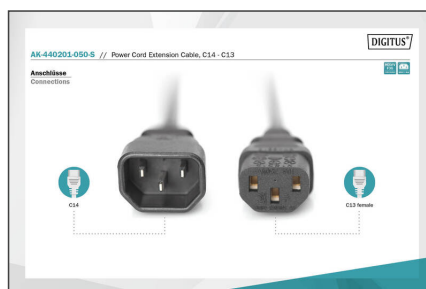 DIGITUS®
AK-440201-050-S // Power Cord Extension Cable, C14 - C13
Anschlüsse
Connections
C14
C13 female